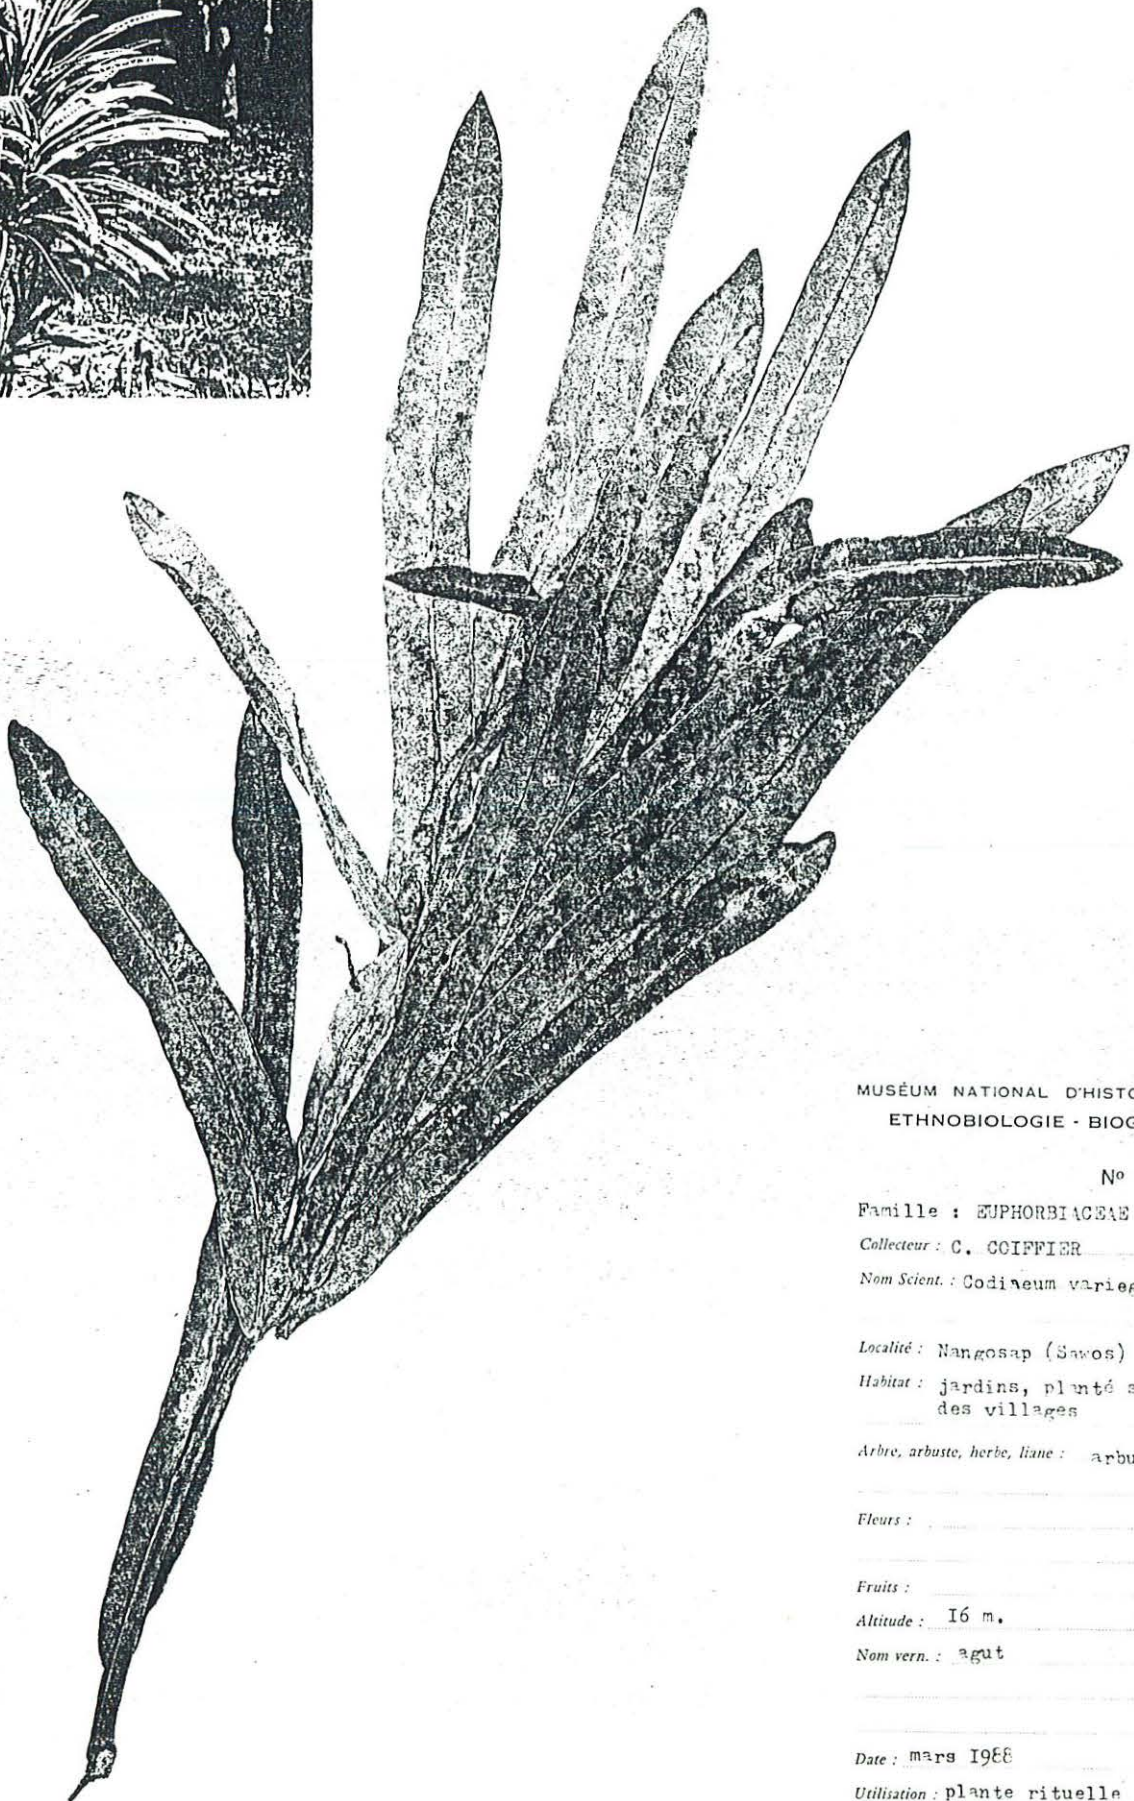 MUSÉUM NATIONAL D'HISTO
ETHNOBIOLOGIE - BIOG
Nº
Famille : EUPHORBIACEAE
Collecteur : C. COIFFIER
Nom Scient. : Codiaeum varieg
Localité : Nangosap (Sawos)
Habitat : jardins, planté s
des villages
Arbre, arbuste, herbe, liane : arbu
Fleurs :
Fruits :
Altitude : I6 m.
Nom vern. : agut
Date : mars I988
Utilisation : plante rituelle